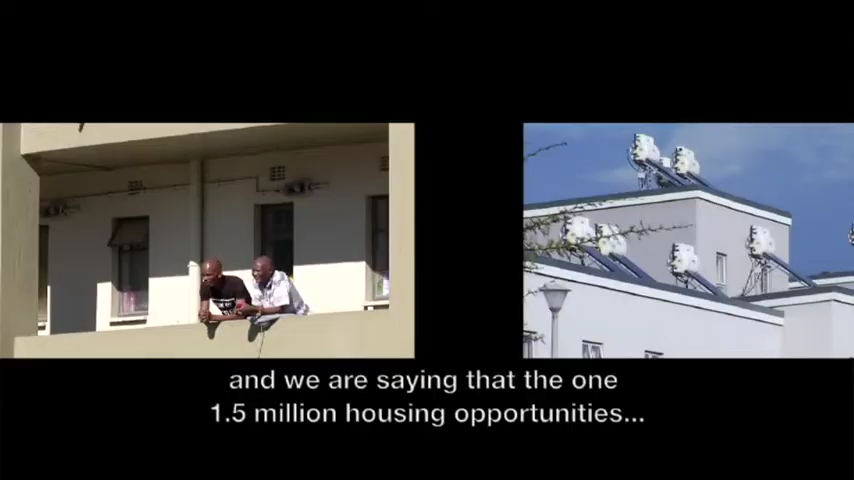 and we are saying that the one
1.5 million housing opportunities...